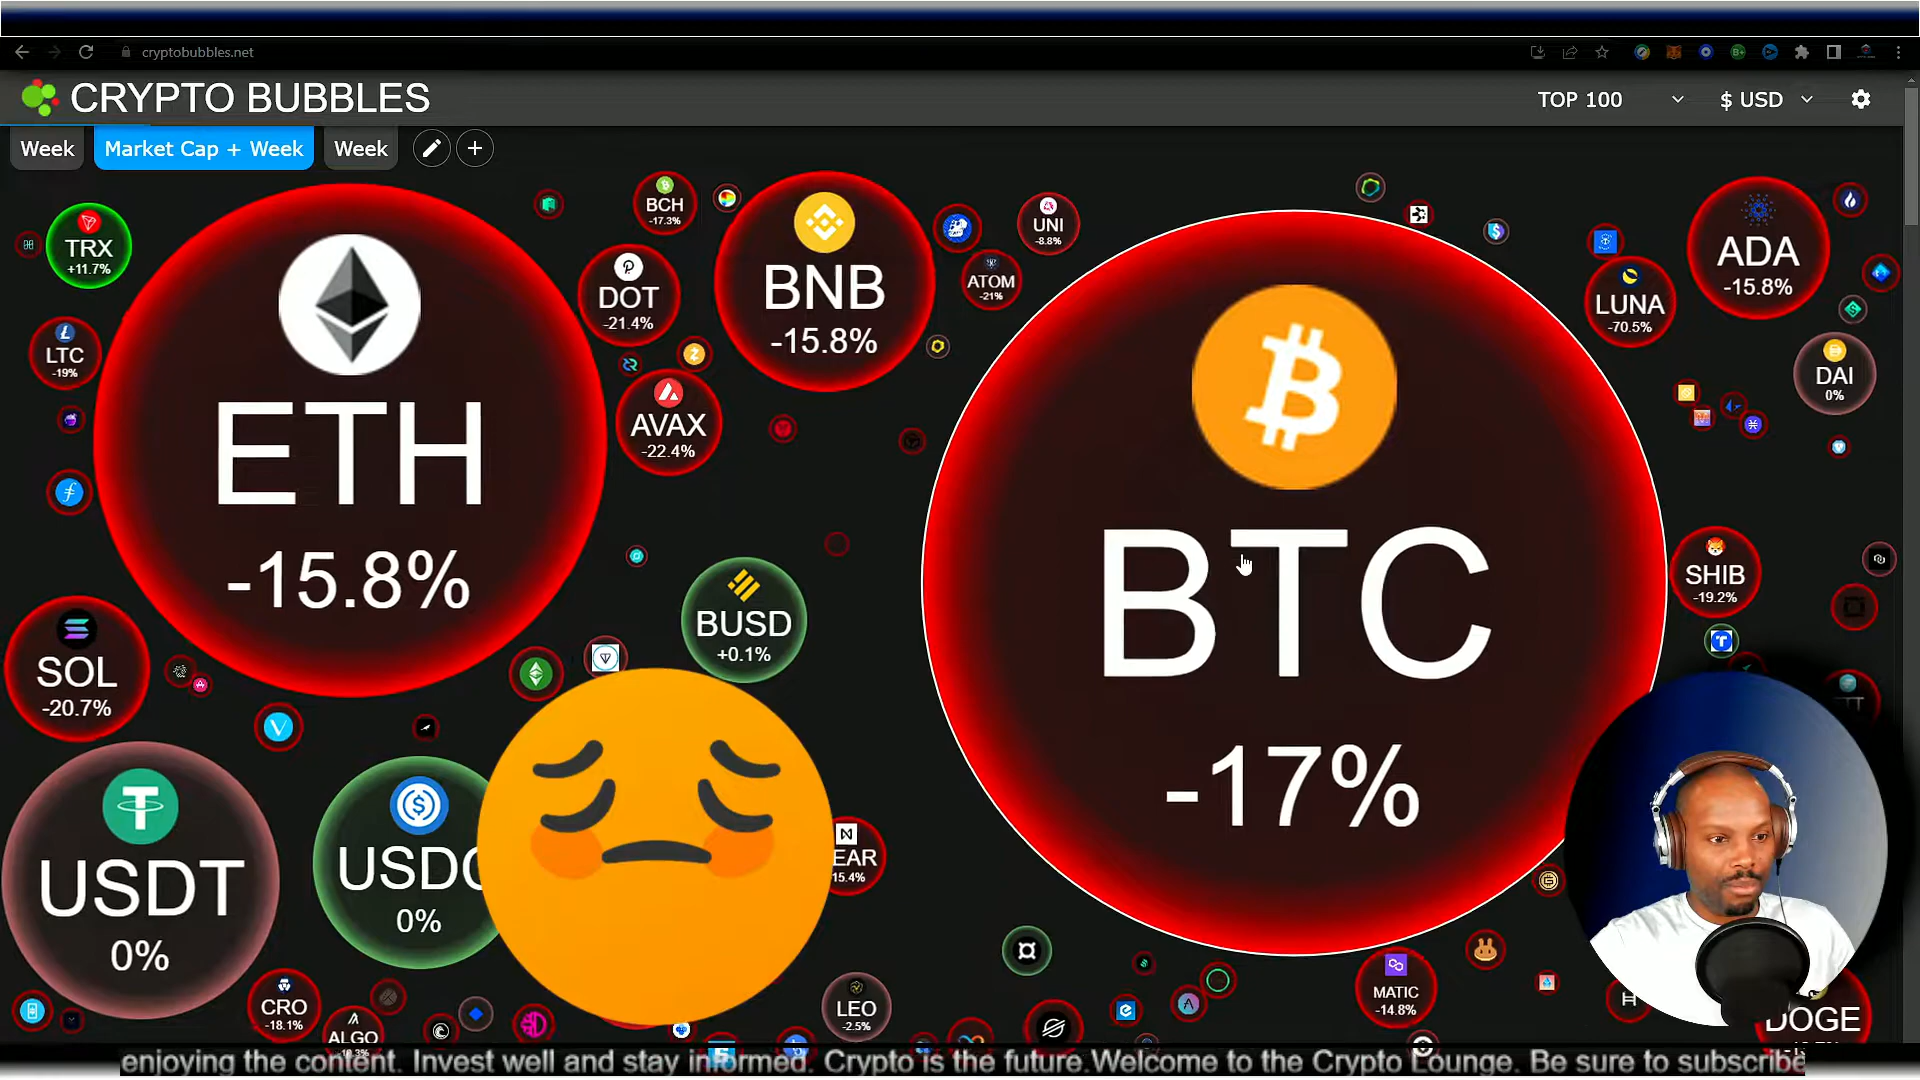 cryptobubbles.net
CRYPTO BUBBLES
TOP 100
$ USD
Week
Market Cap + Week
Week
TRX
+11.7%
ETH
-15.8%
BCH
-17.3%
DOT
-21.4%
BNB
-15.8%
UNI
-8.8%
ATOM
-21%
ADA
-15.8%
LUNA
-70.5%
DAI
0%
LTC
-19%
AVAX
-22.4%
BTC
-17%
SHIB
-19.2%
BUSD
+0.1%
SOL
-20.7%
USDT
0%
USDC
0%
EAR
15.4%
CRO
-18.1%
ALGO
LEO
-2.5%
MATIC
-14.8%
DOGE
enjoying the content. Invest well and stay informed. Crypto is the future.Welcome to the Crypto Lounge. Be sure to subscribe